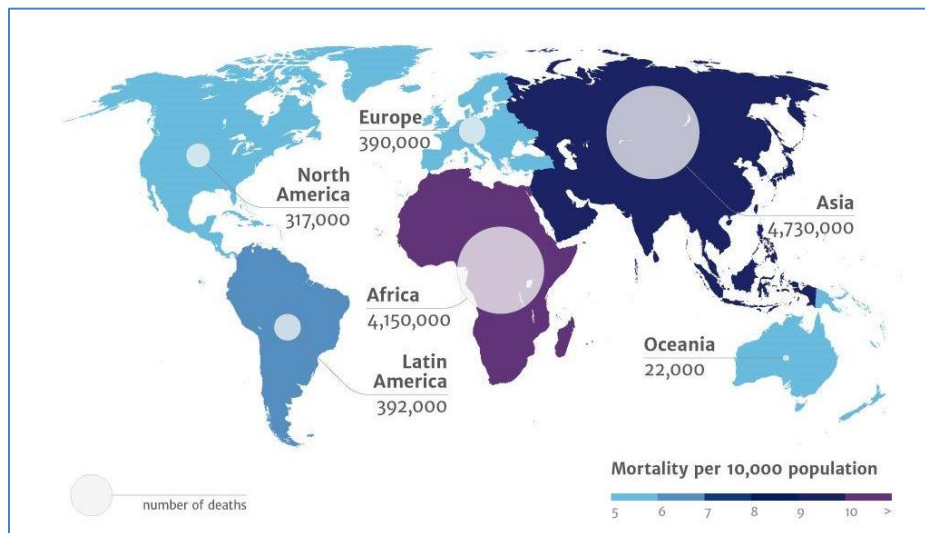 Europe
390,000
North
America
317,000
Asia
4,730,000
Africa
4,150,000
Latin
America
392,000
Oceania
22,000
number of deaths
Mortality per 10,000 population
5 6 7 8 9 10 >